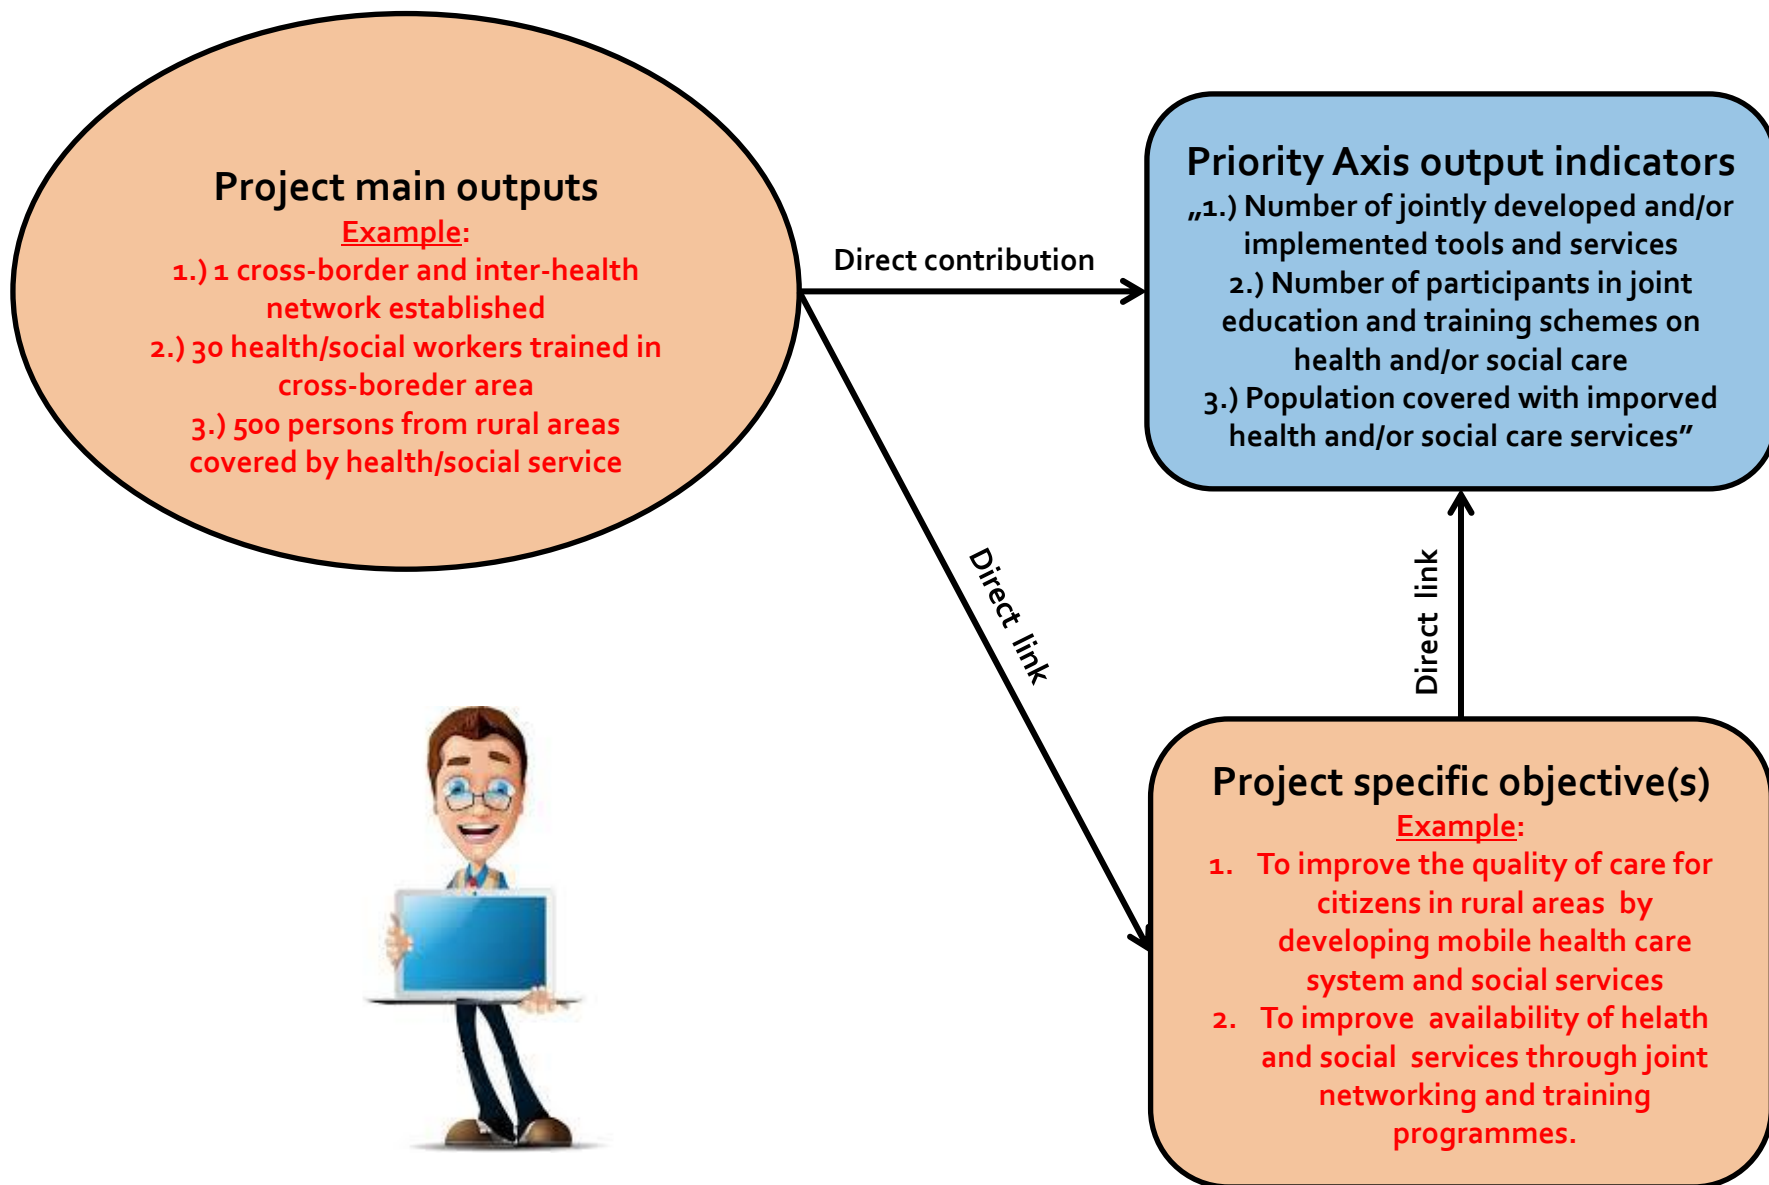 Project main outputs
Example:
1.) 1 cross-border and inter-health
network established
2.) 30 health/social workers trained in
cross-boreder area
3.) 500 persons from rural areas
covered by health/social service
Direct contribution
Priority Axis output indicators
„1.) Number of jointly developed and/or
implemented tools and services
2.) Number of participants in joint
education and training schemes on
health and/or social care
3.) Population covered with imporved
health and/or social care services”
Direct link
Direct link
Project specific objective(s)
Example:
1. To improve the quality of care for
citizens in rural areas by
developing mobile health care
system and social services
2. To improve availability of helath
and social services through joint
networking and training
programmes.